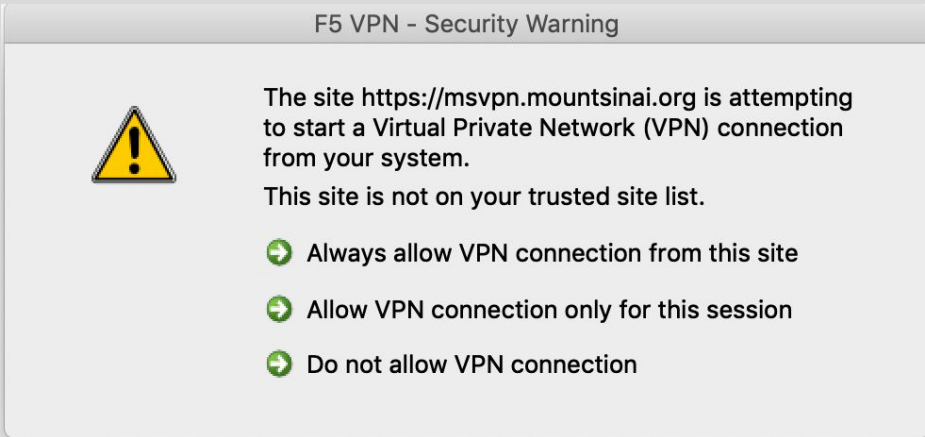 F5 VPN - Security Warning
The site https://msvpn.mountsinai.org is attempting
to start a Virtual Private Network (VPN) connection
from your system.
This site is not on your trusted site list.
Always allow VPN connection from this site
Allow VPN connection only for this session
Do not allow VPN connection